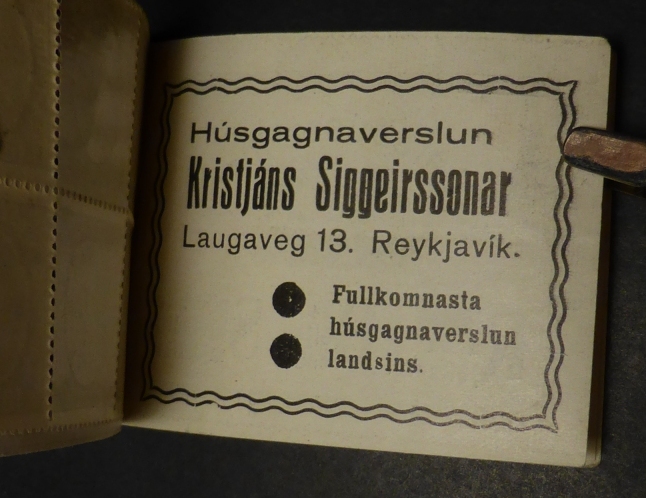 Húsgagnaverslun
Kristjáns Siggeirssonar
Laugaveg 13. Reykjavík.
Fullkomnasta
húsgagnaverslun
landsins.